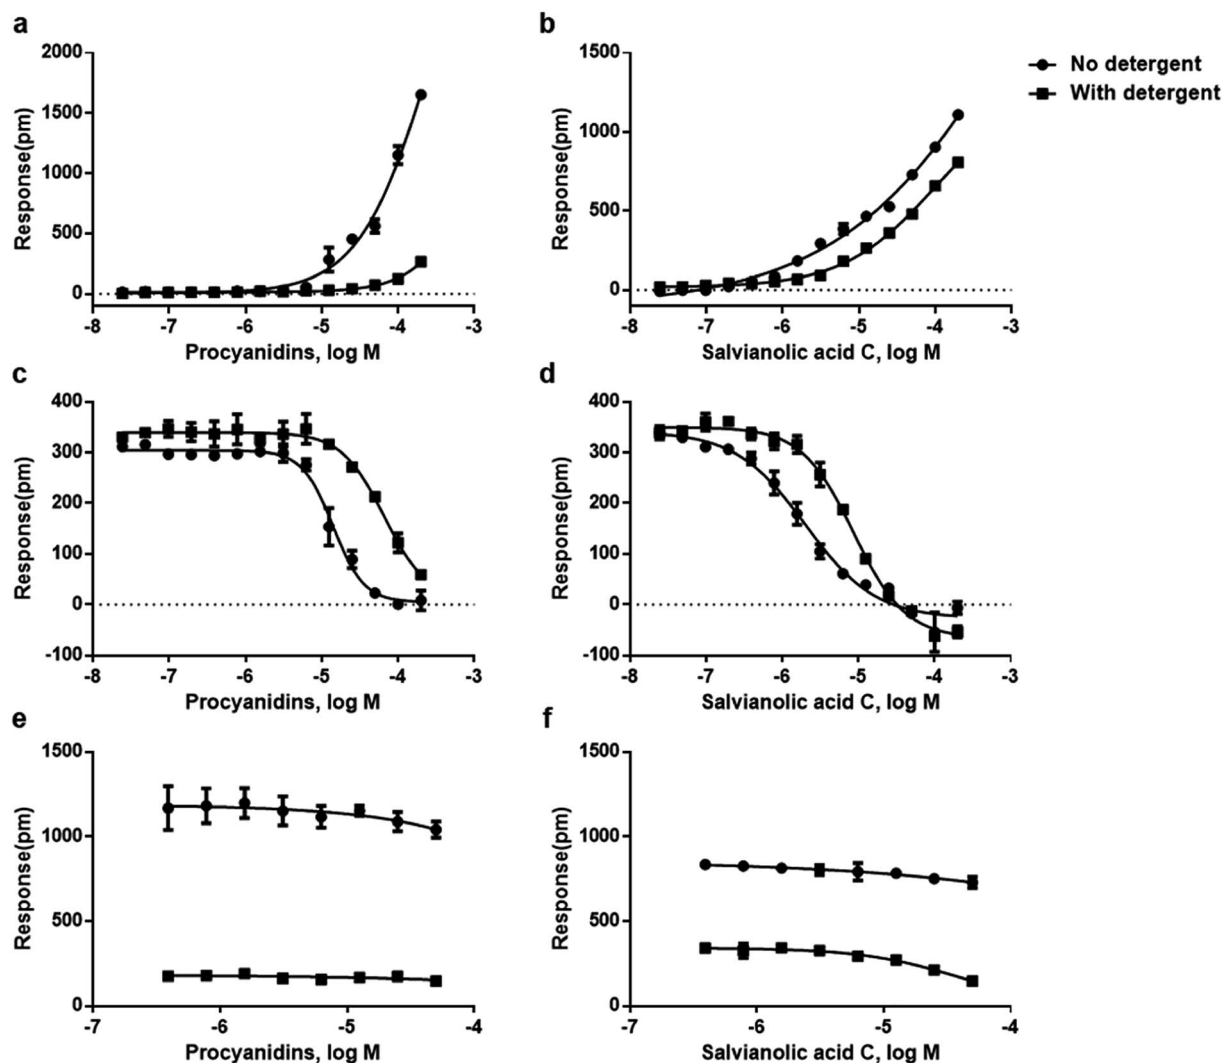 a
2000
1500
1000
500
0
Response(pm)
-8 -7 -6 -5 -4 -3
Procyanidins, log M
b
1500
1000
500
0
Response(pm)
-8 -7 -6 -5 -4 -3
Salvianolic acid C, log M
No detergent
With detergent
c
400
300
200
100
0
-100
Response(pm)
-8 -7 -6 -5 -4 -3
Procyanidins, log M
d
400
300
200
100
0
-100
Response(pm)
-8 -7 -6 -5 -4 -3
Salvianolic acid C, log M
e
1500
1000
500
0
Response(pm)
-7 -6 -5 -4
Procyanidins, log M
f
1500
1000
500
0
Response(pm)
-7 -6 -5 -4
Salvianolic acid C, log M